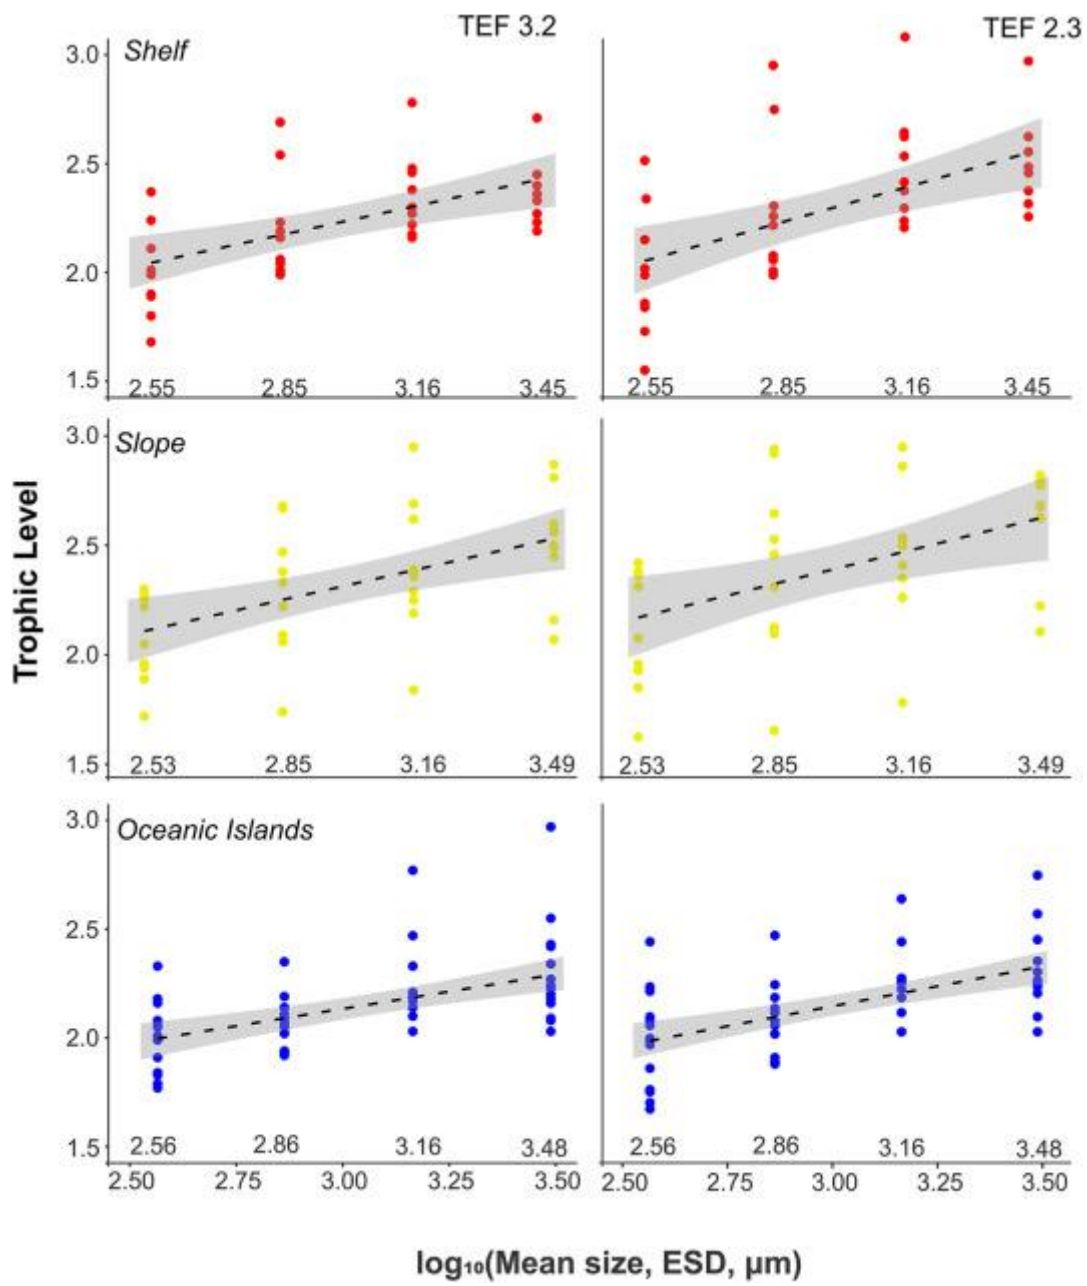 TEF 3.2
TEF 2.3
Shelf
3.0
2.5
2.0
1.5
2.55 2.85 3.16 3.45
2.55 2.85 3.16 3.45
Slope
3.0
2.5
2.0
1.5
2.53 2.85 3.16 3.49
2.53 2.85 3.16 3.49
Trophic Level
Oceanic Islands
3.0
2.5
2.0
1.5
2.56 2.86 3.16 3.48
2.56 2.86 3.16 3.48
2.50 2.75 3.00 3.25 3.50
2.50 2.75 3.00 3.25 3.50
log₁₀(Mean size, ESD, μm)